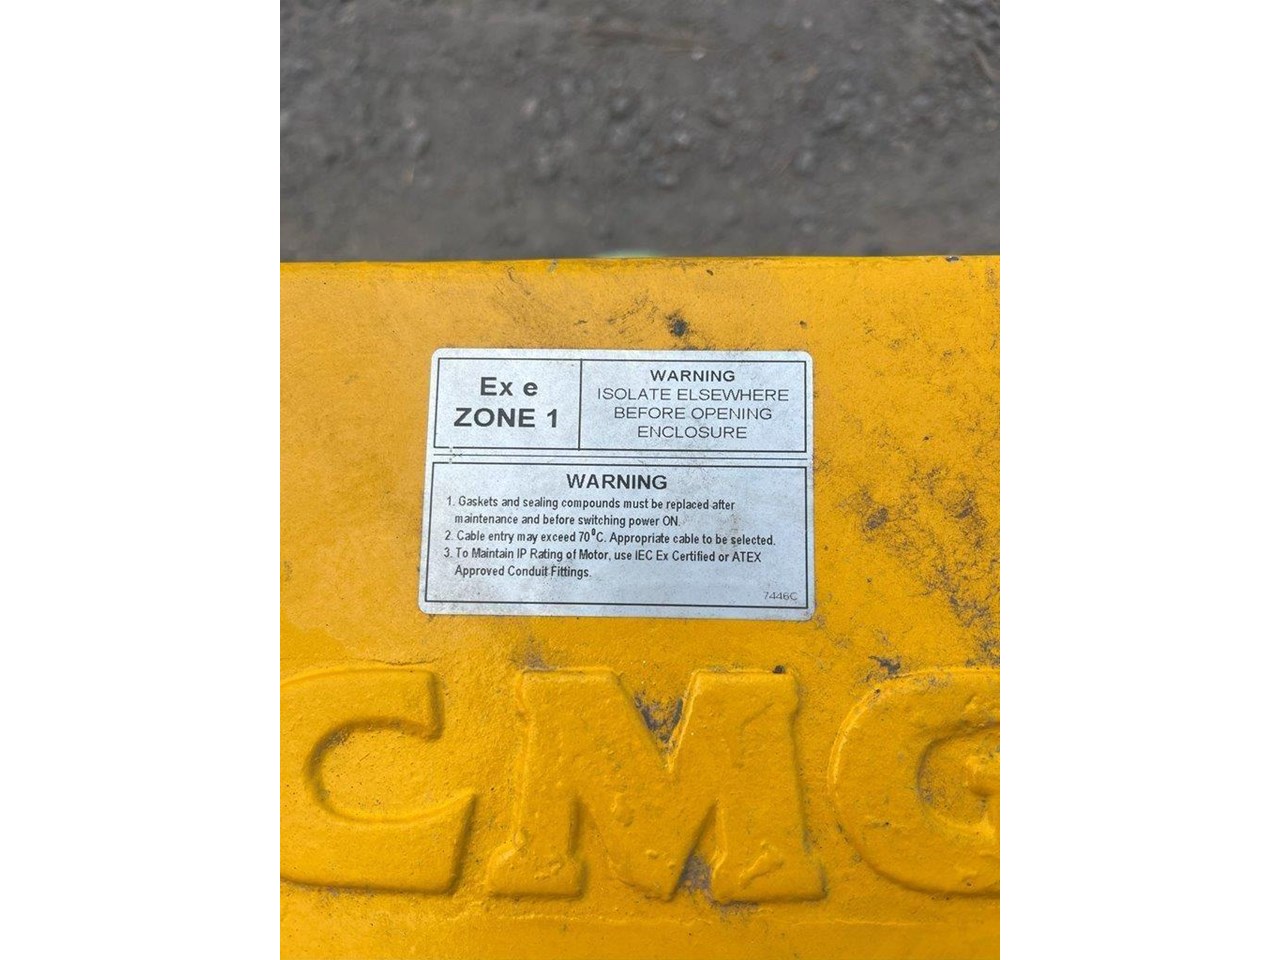 Ex e
ZONE 1
WARNING
ISOLATE ELSEWHERE
BEFORE OPENING
ENCLOSURE
WARNING
1. Gaskets and sealing compounds must be replaced after
maintenance and before switching power ON.
2. Cable entry may exceed 70⁰C. Appropriate cable to be selected.
3. To Maintain IP Rating of Motor, use IEC Ex Certified or ATEX
Approved Conduit Fittings.
7446C
CMG